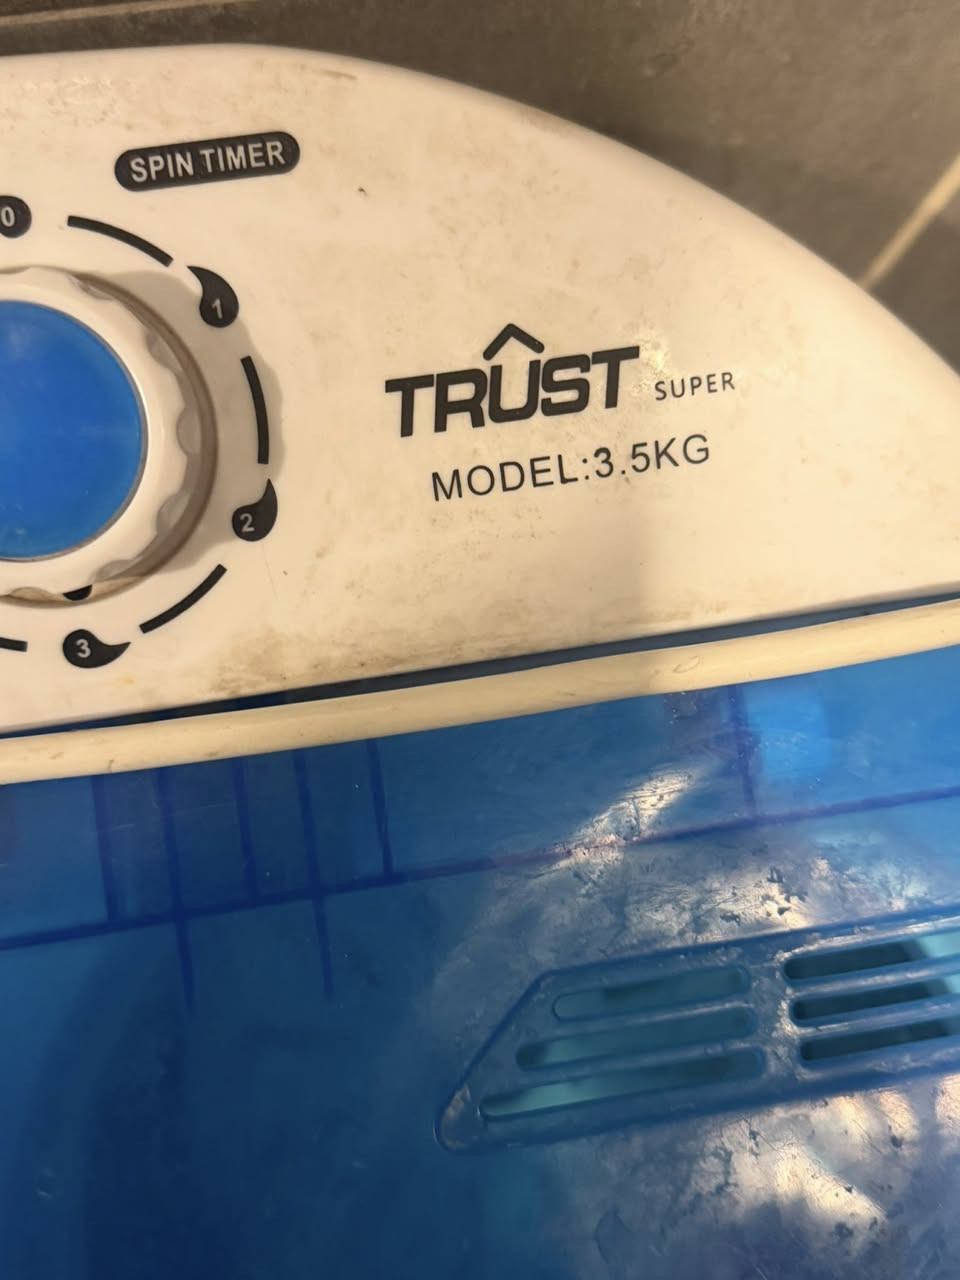 SPIN TIMER
0
1
TRUST SUPER
MODEL:3.5KG
2
3